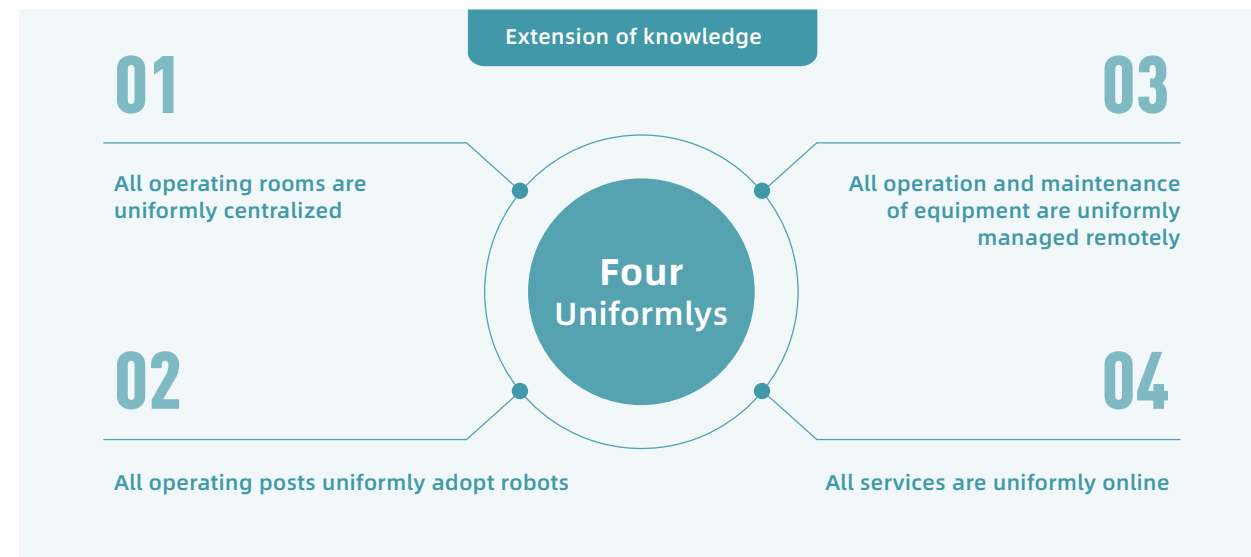 Extension of knowledge
01
All operating rooms are
uniformly centralized
02
All operating posts uniformly adopt robots
Four
Uniformlys
03
All operation and maintenance
of equipment are uniformly
managed remotely
04
All services are uniformly online